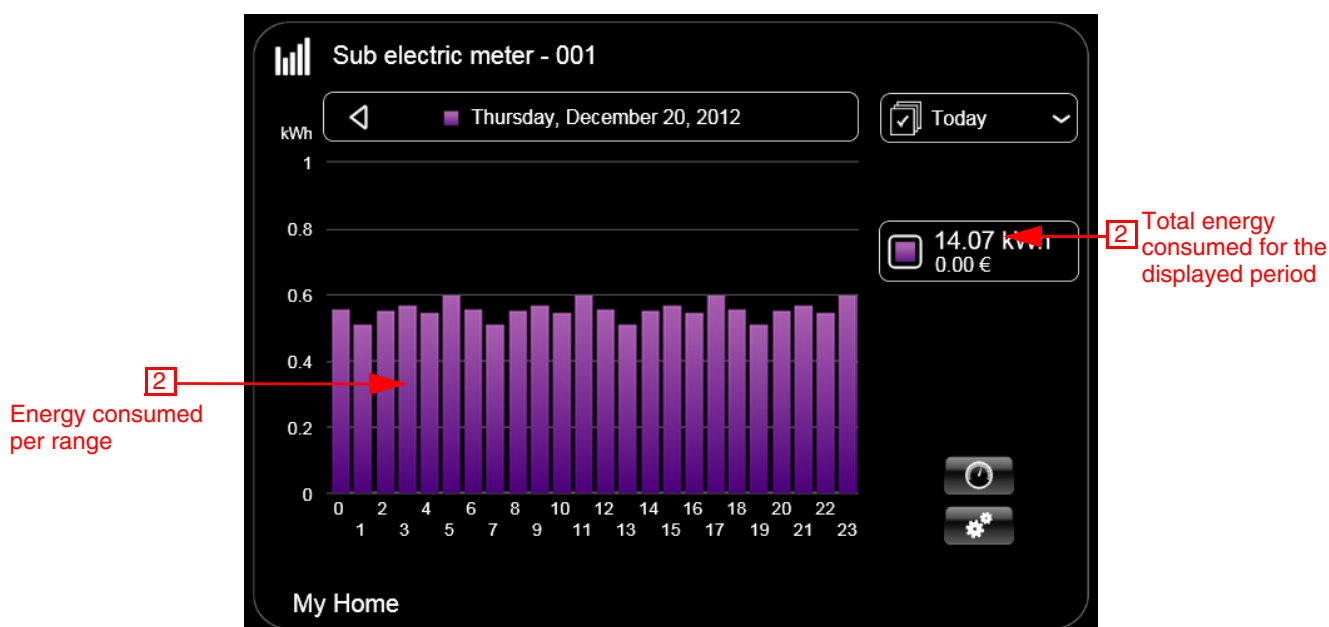 Sub electric meter - 001
Thursday, December 20, 2012
Today
kWh
1
0.8
0.6
0.4
0.2
0
0 2 4 6 8 10 12 14 16 18 20 22
1 3 5 7 9 11 13 15 17 19 21 23
14.07 kWh
0.00 €
2
Total energy
consumed for the
displayed period
2
Energy consumed
per range
My Home